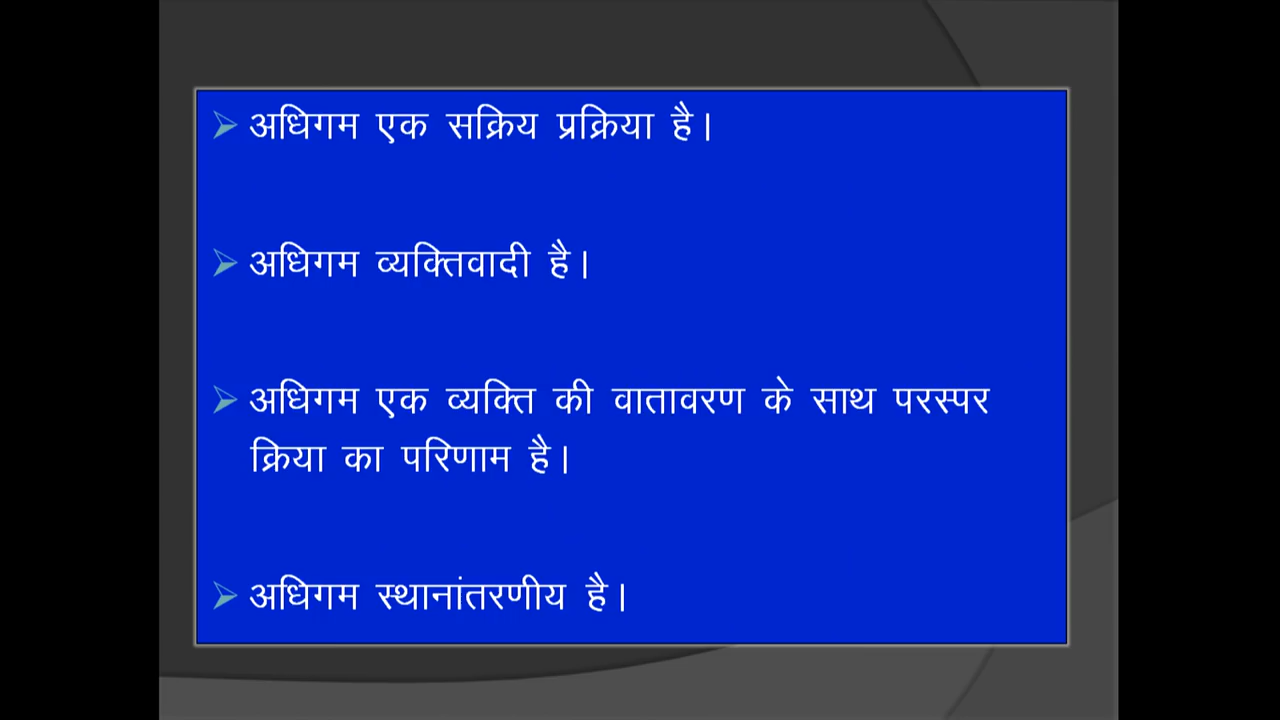 ➢ अधिगम एक सक्रिय प्रक्रिया है।
➢ अधिगम व्यक्तिवादी है।
➢ अधिगम एक व्यक्ति की वातावरण के साथ परस्पर
क्रिया का परिणाम है।
➢ अधिगम स्थानांतरणीय है।